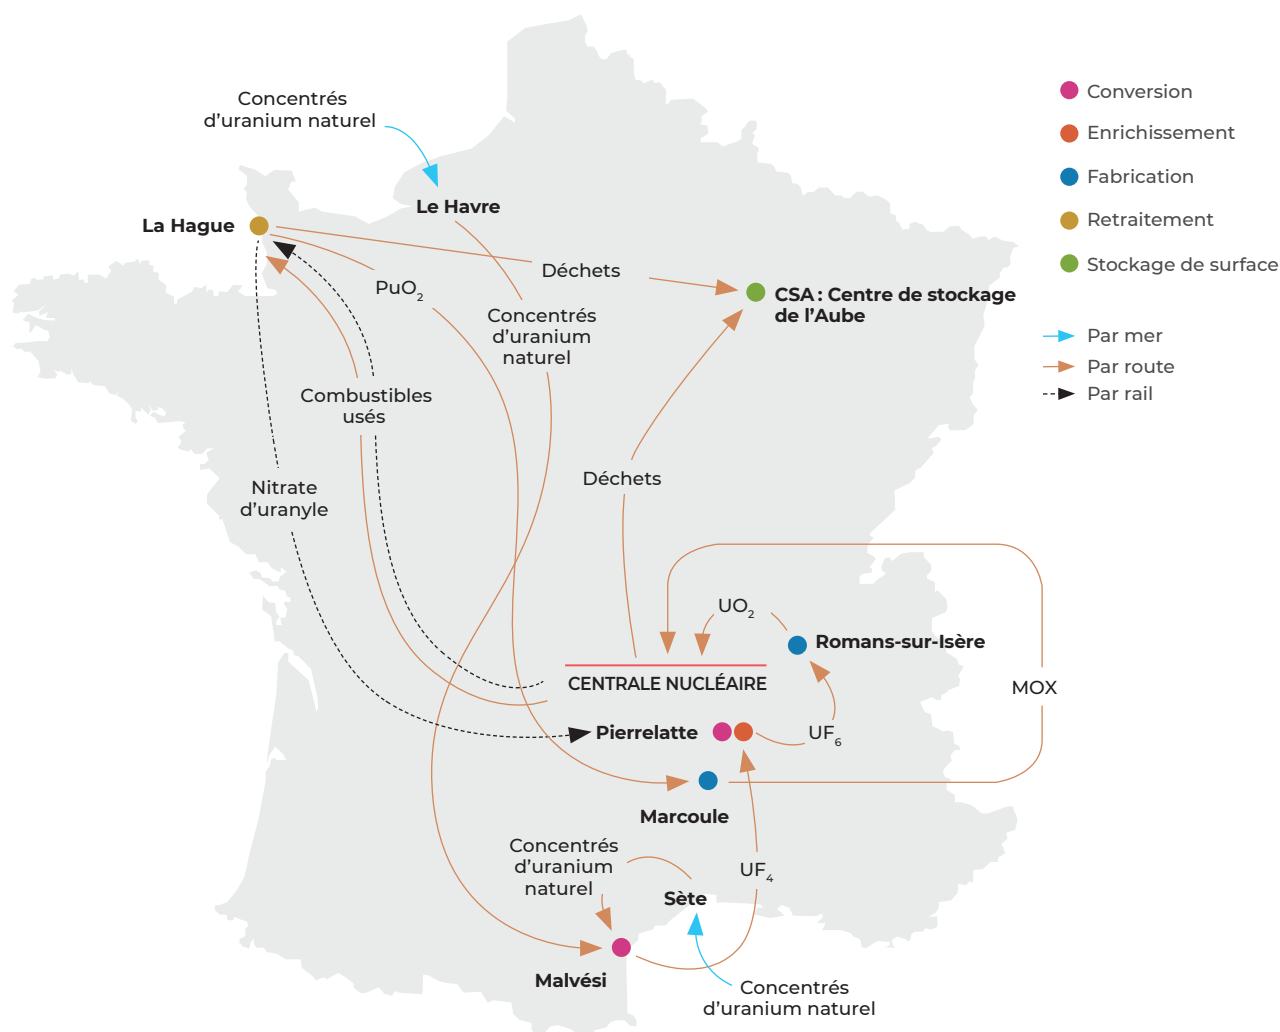 Concentrés
d'uranium naturel
Le Havre
La Hague
PuO₂
Déchets
Concentrés
d'uranium
naturel
CSA : Centre de stockage
de l'Aube
Combustibles
usés
Nitrate
d'uranyle
Déchets
UO₂
Romans-sur-Isère
CENTRALE NUCLÉAIRE
MOX
Pierrelatte
UF₆
Marcoule
Concentrés
d'uranium
naturel
UF₄
Sète
Malvési
Concentrés
d'uranium naturel
Conversion
Enrichissement
Fabrication
Retraitement
Stockage de surface
Par mer
Par route
Par rail